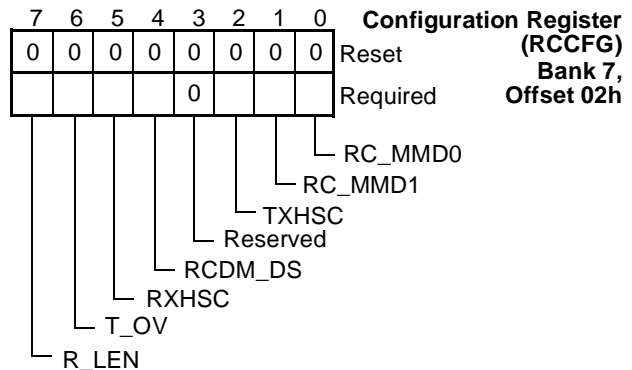 7 6 5 4 3 2 1 0
Configuration Register
(RCCFG)
Bank 7,
Offset 02h
0 0 0 0 0 0 0 0 Reset
0 Required
RC_MMD0
RC_MMD1
TXHSC
Reserved
RCDM_DS
RXHSC
T_OV
R_LEN